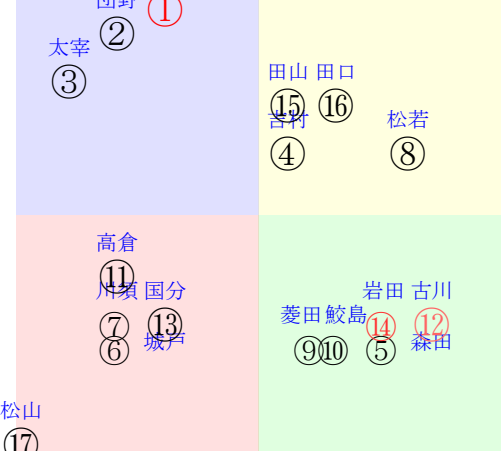 団野
①
②
太宰
③
田山 田口
⑮ ⑯
吉村 松若
④ ⑧
高倉
⑪
川須 国分
岩田 古川
菱田 鮫島
⑦ ⑬ ⑭ ⑫
城戸 森田
⑥ ⑨ ⑩ ⑤
松山
⑰